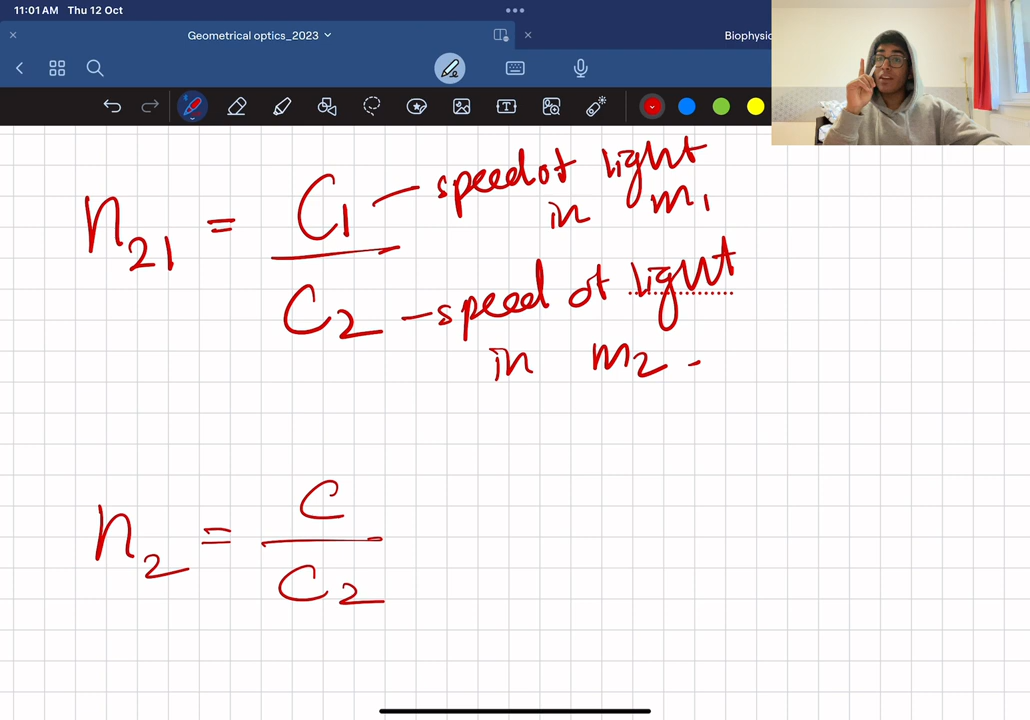 11:01 AM Thu 12 Oct
Geometrical optics_2023
Biophysic
n21 = C1 — speed of light in m1
C2 — speed of light in m2.
n2 = C
C2